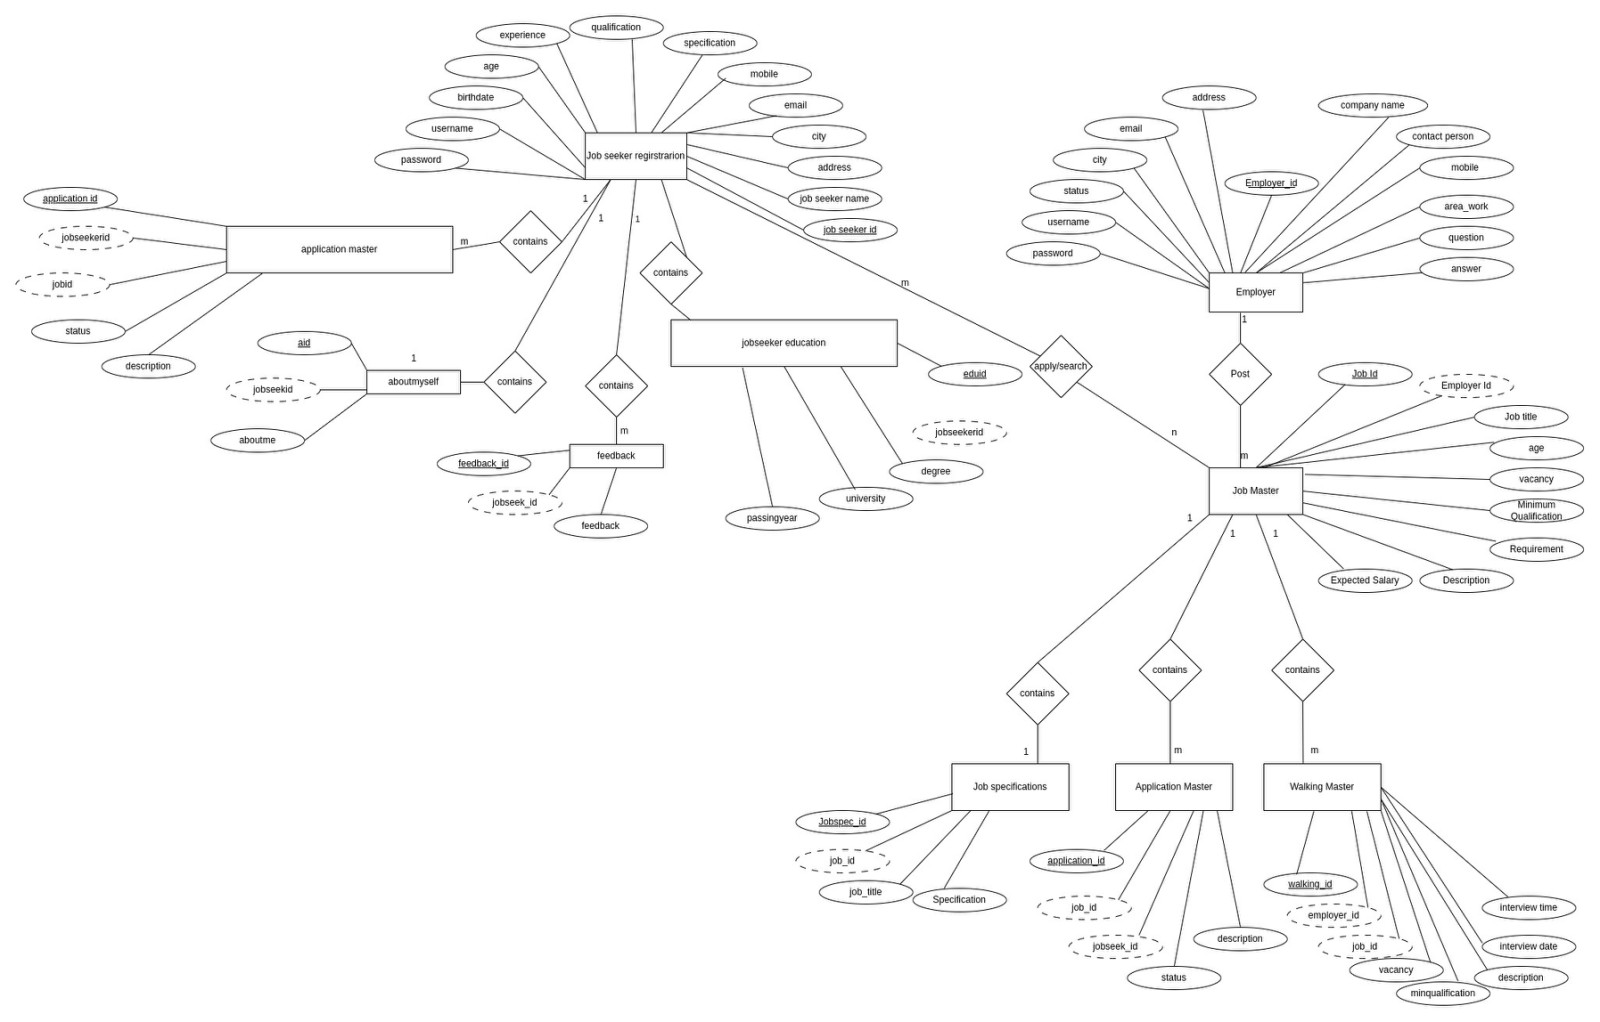 qualification
experience
specification
age
mobile
birthdate
email
username
city
password
Job seeker regirstrarion
address
job seeker name
job seeker id
1
1
1
application id
jobseekerid
application master
m
contains
jobid
status
description
contains
m
jobseeker education
eduid
jobseekerid
degree
university
passingyear
aid
1
jobseekid
aboutmyself
contains
aboutme
contains
m
feedback
feedback_id
jobseek_id
feedback
apply/search
n
address
company name
email
contact person
city
mobile
Employer_id
status
area_work
username
question
password
answer
Employer
1
Post
m
Job Id
Employer Id
Job title
age
vacancy
Job Master
Minimum
Qualification
Requirement
Expected Salary
Description
1
1
1
contains
contains
contains
1
m
m
Job specifications
Application Master
Walking Master
Jobspec_id
job_id
job_title
Specification
application_id
job_id
jobseek_id
status
description
walking_id
employer_id
job_id
vacancy
minqualification
description
interview date
interview time